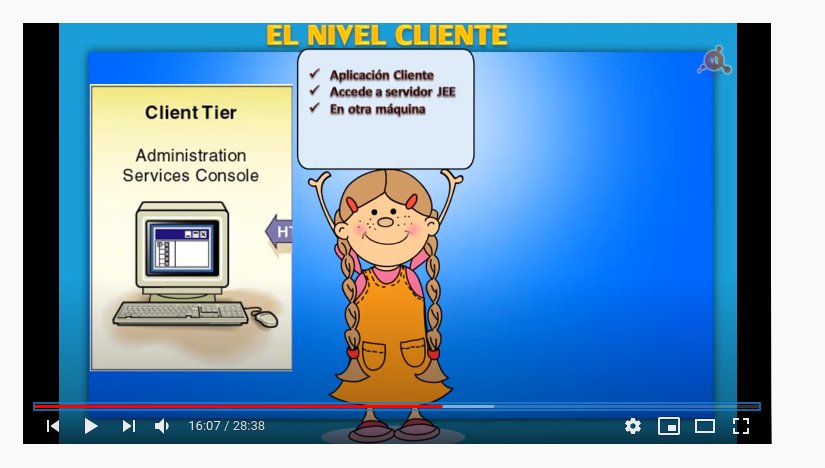 EL NIVEL CLIENTE
✓ Aplicación Cliente
✓ Accede a servidor JEE
✓ En otra máquina
Client Tier
Administration
Services Console
HT
16:07 / 28:38